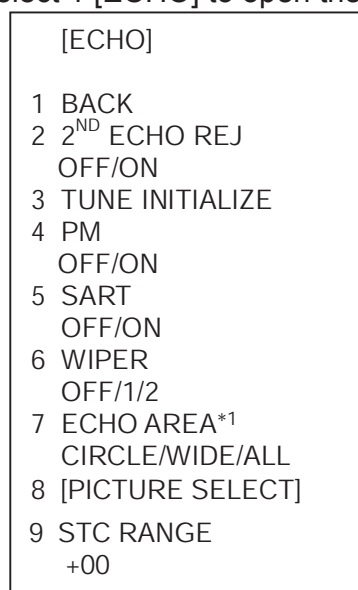 elect 1 [ECHO] to open the
[ECHO]
1 BACK
2 2ND ECHO REJ
OFF/ON
3 TUNE INITIALIZE
4 PM
OFF/ON
5 SART
OFF/ON
6 WIPER
OFF/1/2
7 ECHO AREA*1
CIRCLE/WIDE/ALL
8 [PICTURE SELECT]
9 STC RANGE
+00